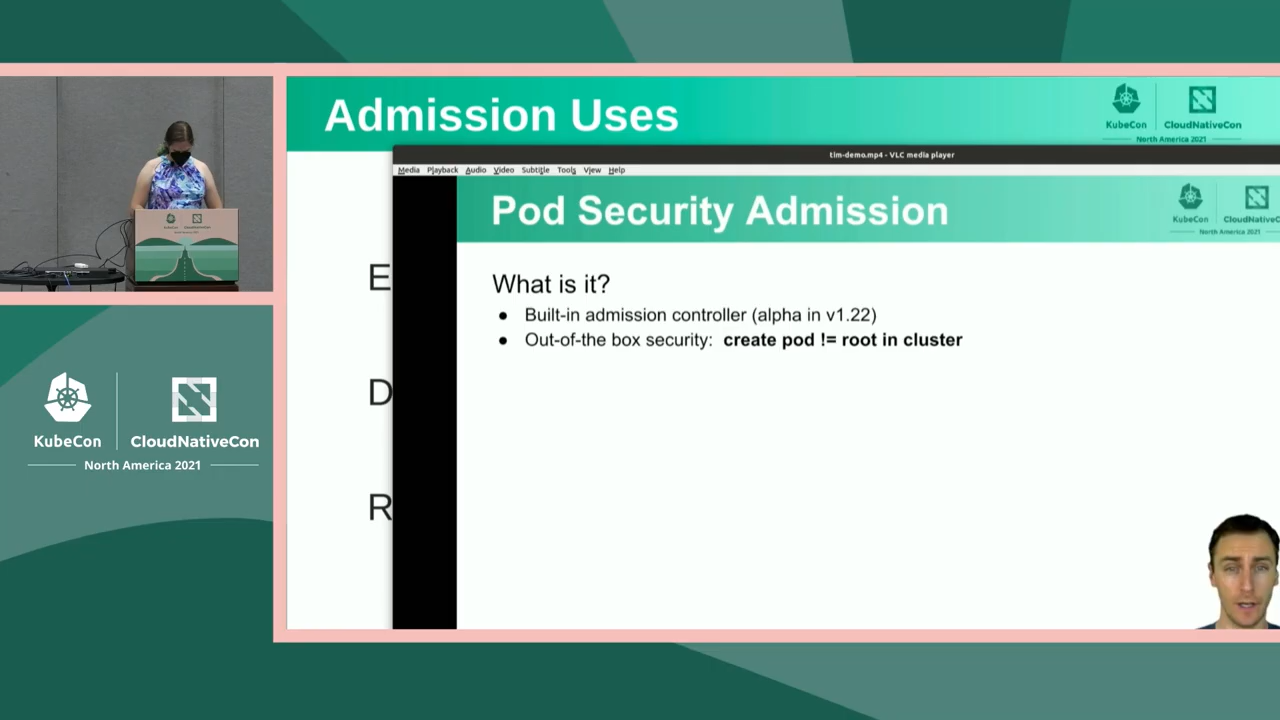 Admission Uses
KubeCon
CloudNativeCon
North America 2021
tim-demo.mp4 - VLC media player
Media Playback Audio Video Subtitle Tools View Help
Pod Security Admission
KubeCon
CloudNativeC
North America 2021
What is it?
● Built-in admission controller (alpha in v1.22)
● Out-of-the box security: create pod != root in cluster
E
D
R
KubeCon
CloudNativeCon
North America 2021